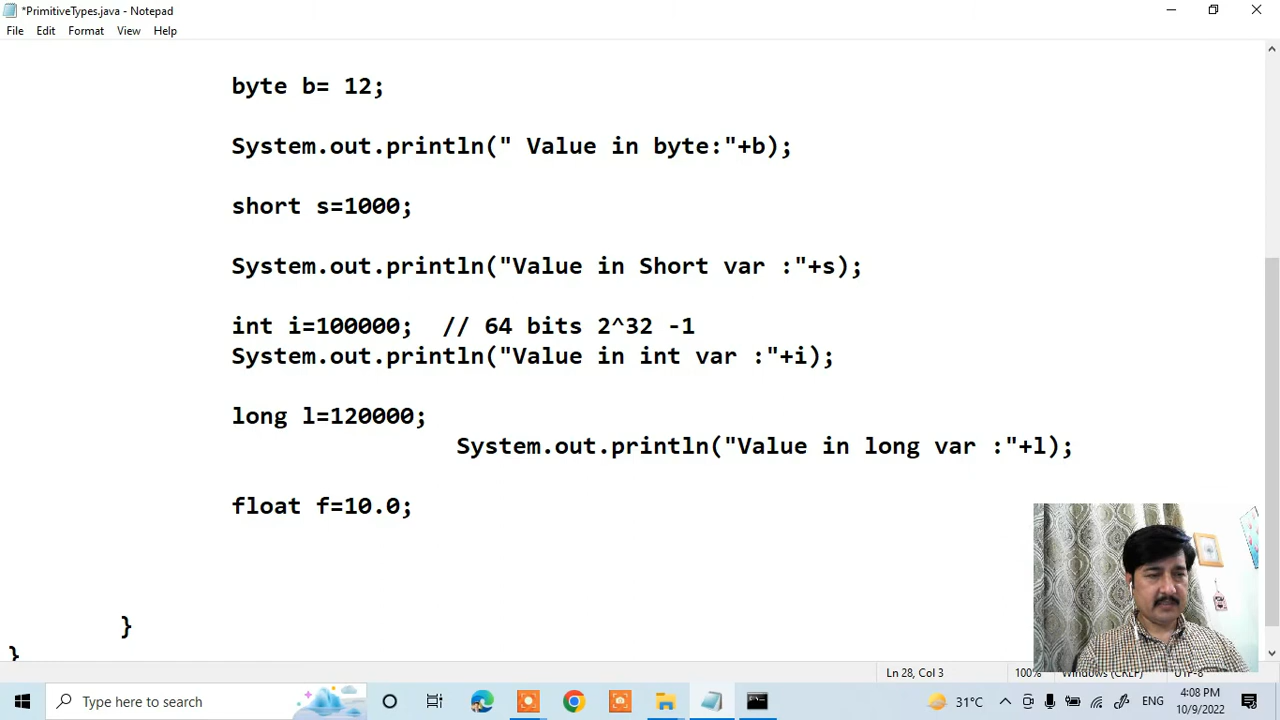 *PrimitiveTypes.java - Notepad
File Edit Format View Help
byte b= 12;
System.out.println(" Value in byte:"+b);
short s=1000;
System.out.println("Value in Short var :"+s);
int i=100000; // 64 bits 2^32 -1
System.out.println("Value in int var :"+i);
long l=120000;
System.out.println("Value in long var :"+l);
float f=10.0;
}
}
Ln 28, Col 3 100% Windows (CRLF) UTF-8
Type here to search 31°C ENG 4:08 PM
10/9/2022